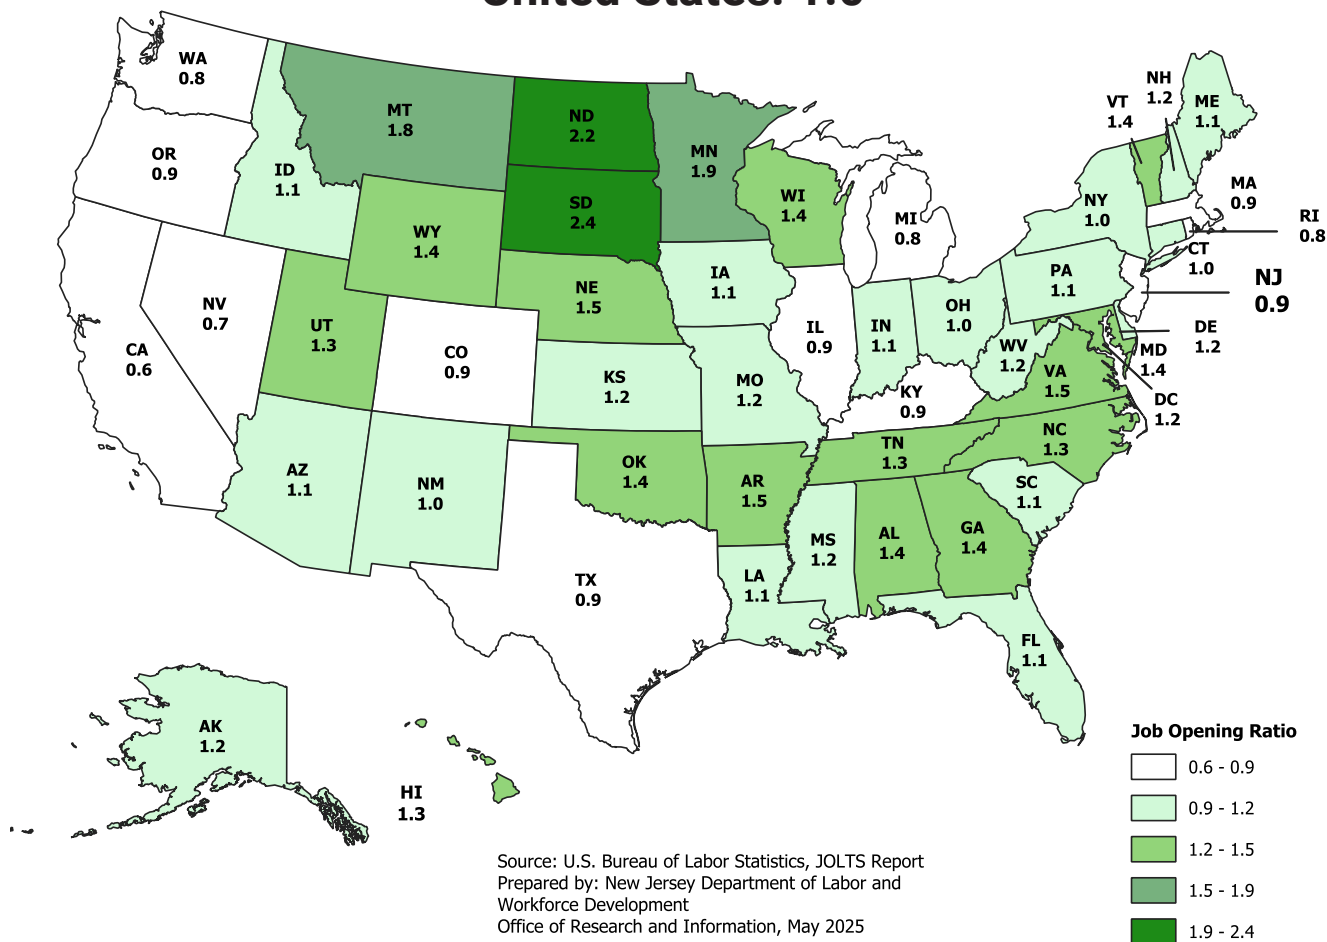 United States: 1.0
WA
0.8
MT
1.8
ND
2.2
MN
1.9
VT
1.4
NH
1.2
ME
1.1
OR
0.9
ID
1.1
WY
1.4
SD
2.4
WI
1.4
MI
0.8
NY
1.0
MA
0.9
RI
0.8
CT
1.0
NJ
0.9
NV
0.7
UT
1.3
CO
0.9
NE
1.5
IA
1.1
IL
0.9
IN
1.1
OH
1.0
PA
1.1
WV
1.2
VA
1.5
DE
1.2
MD
1.4
DC
1.2
CA
0.6
KS
1.2
MO
1.2
KY
0.9
AZ
1.1
NM
1.0
OK
1.4
AR
1.5
TN
1.3
NC
1.3
SC
1.1
TX
0.9
LA
1.1
MS
1.2
AL
1.4
GA
1.4
FL
1.1
AK
1.2
HI
1.3
Job Opening Ratio
0.6 - 0.9
0.9 - 1.2
1.2 - 1.5
1.5 - 1.9
1.9 - 2.4
Source: U.S. Bureau of Labor Statistics, JOLTS Report
Prepared by: New Jersey Department of Labor and
Workforce Development
Office of Research and Information, May 2025